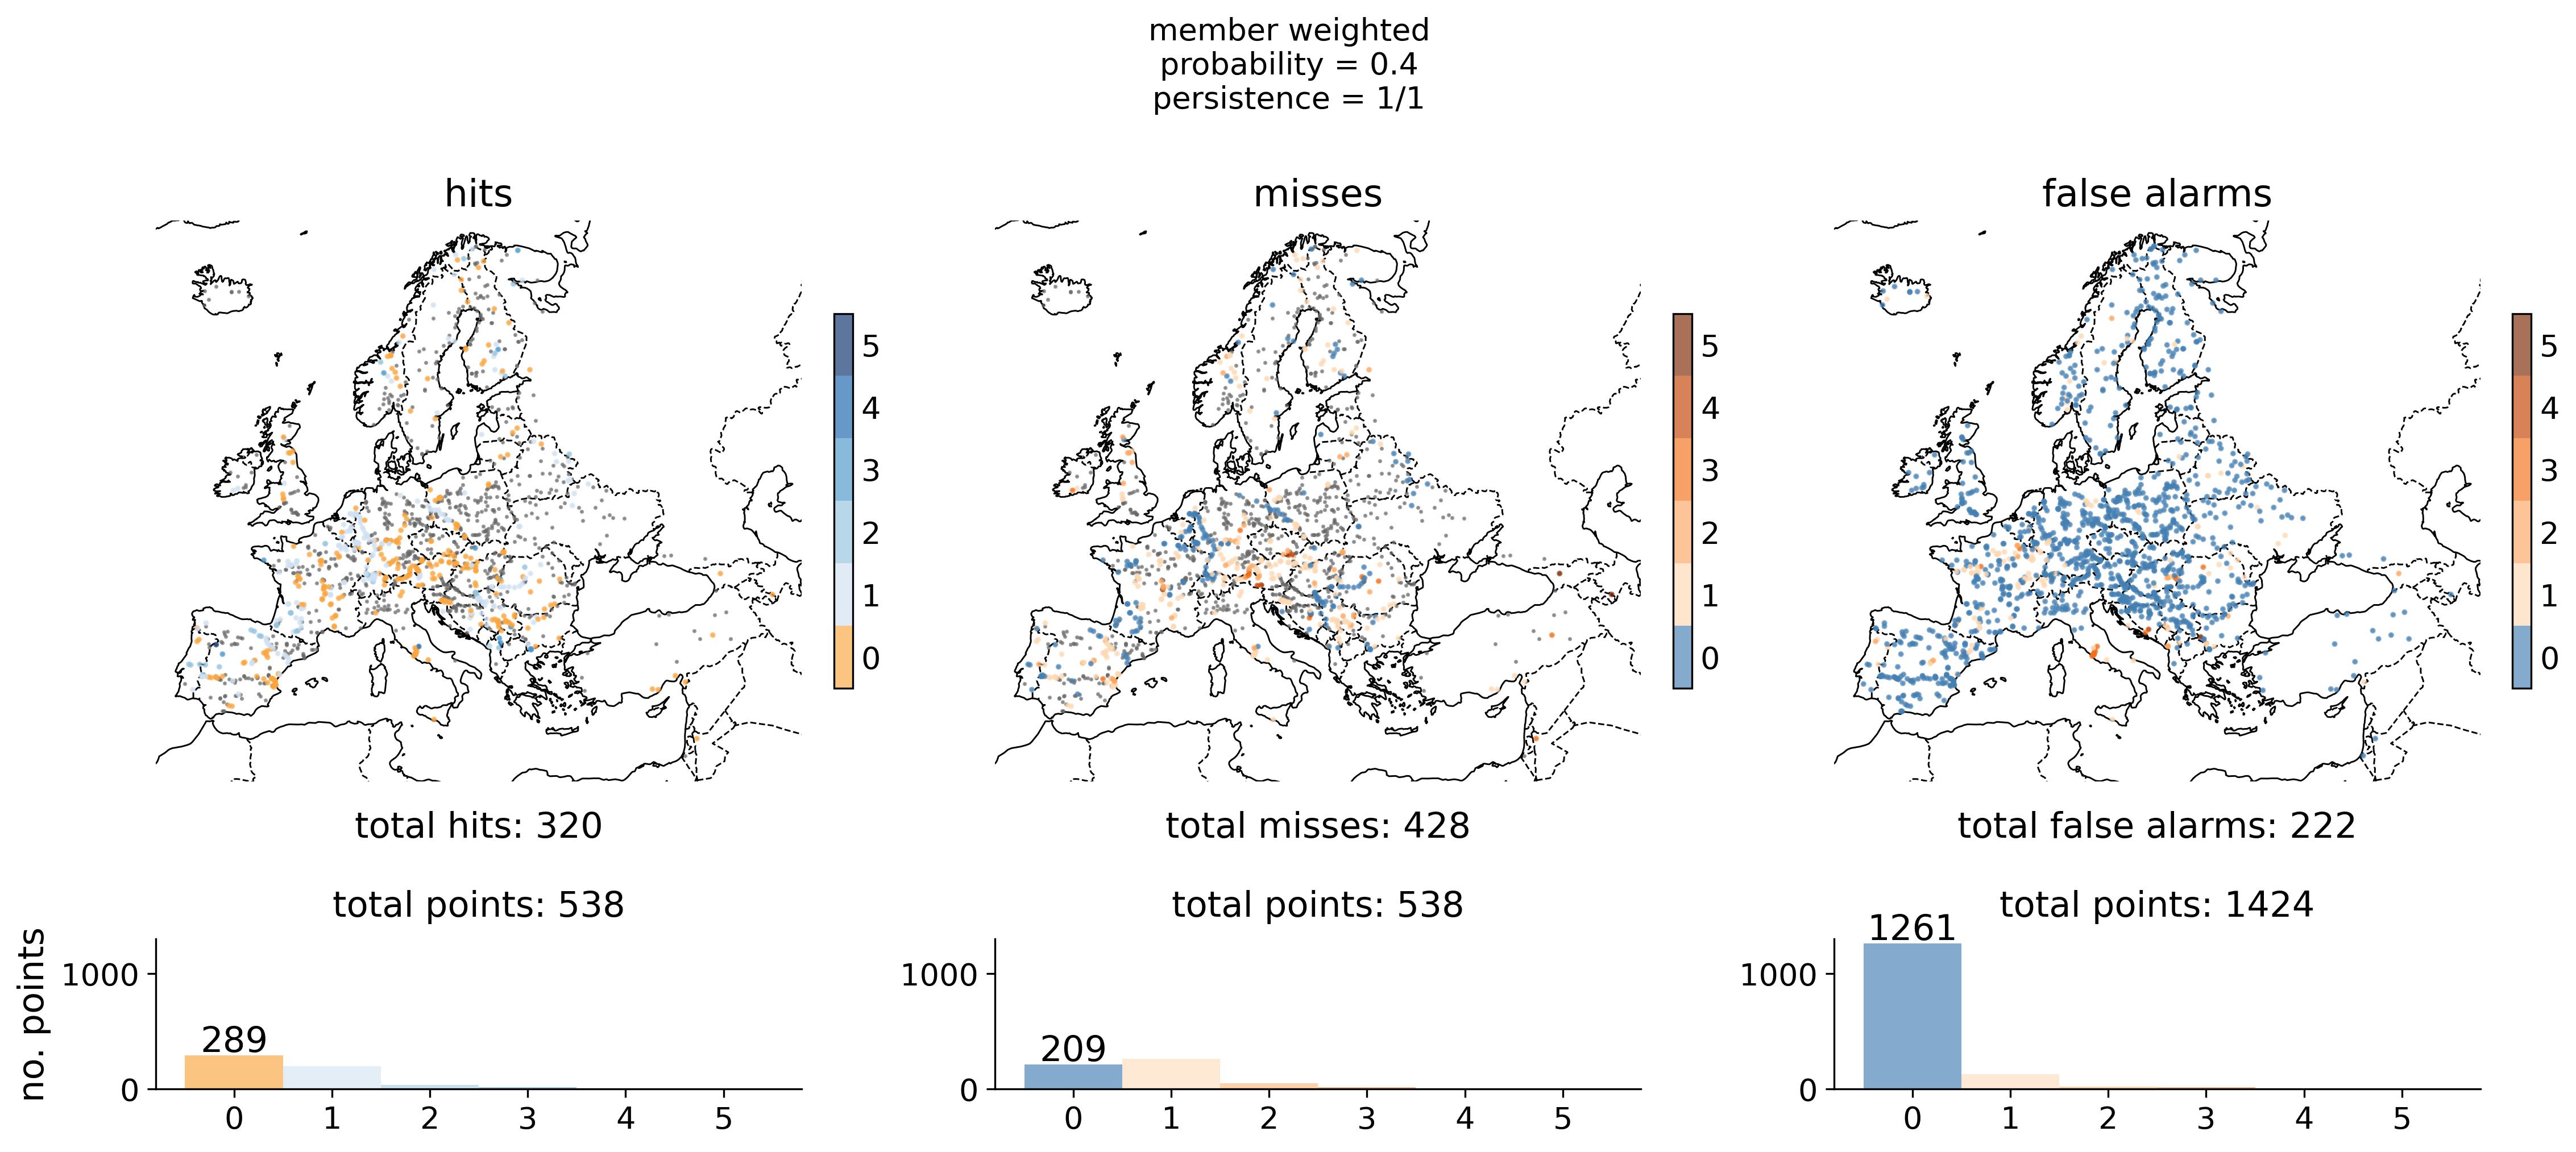 member weighted
probability = 0.4
persistence = 1/1
hits
misses
false alarms
5
4
3
2
1
0
5
4
3
2
1
0
5
4
3
2
1
0
total hits: 320
total misses: 428
total false alarms: 222
total points: 538
total points: 538
total points: 1424
no. points
1000
0
289
0 1 2 3 4 5
1000
0
209
0 1 2 3 4 5
1000
0
1261
0 1 2 3 4 5